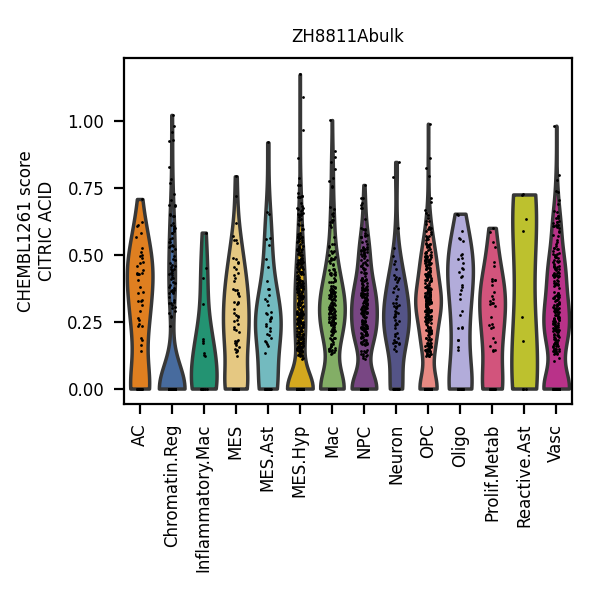 ZH8811Abulk
CHEMBL1261 score
CITRIC ACID
1.00
0.75
0.50
0.25
0.00
AC
Chromatin.Reg
Inflammatory.Mac
MES
MES.Ast
MES.Hyp
Mac
NPC
Neuron
OPC
Oligo
Prolif.Metab
Reactive.Ast
Vasc